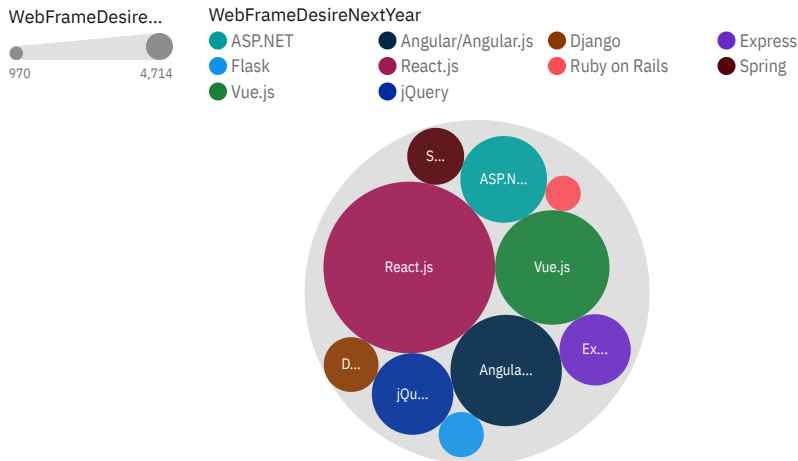 WebFrameDesire...
970 4,714
WebFrameDesireNextYear
ASP.NET Angular/Angular.js Django Express
Flask React.js Ruby on Rails Spring
Vue.js jQuery
S...
ASP.N...
React.js
Vue.js
Ex...
D...
Angula...
jQu...